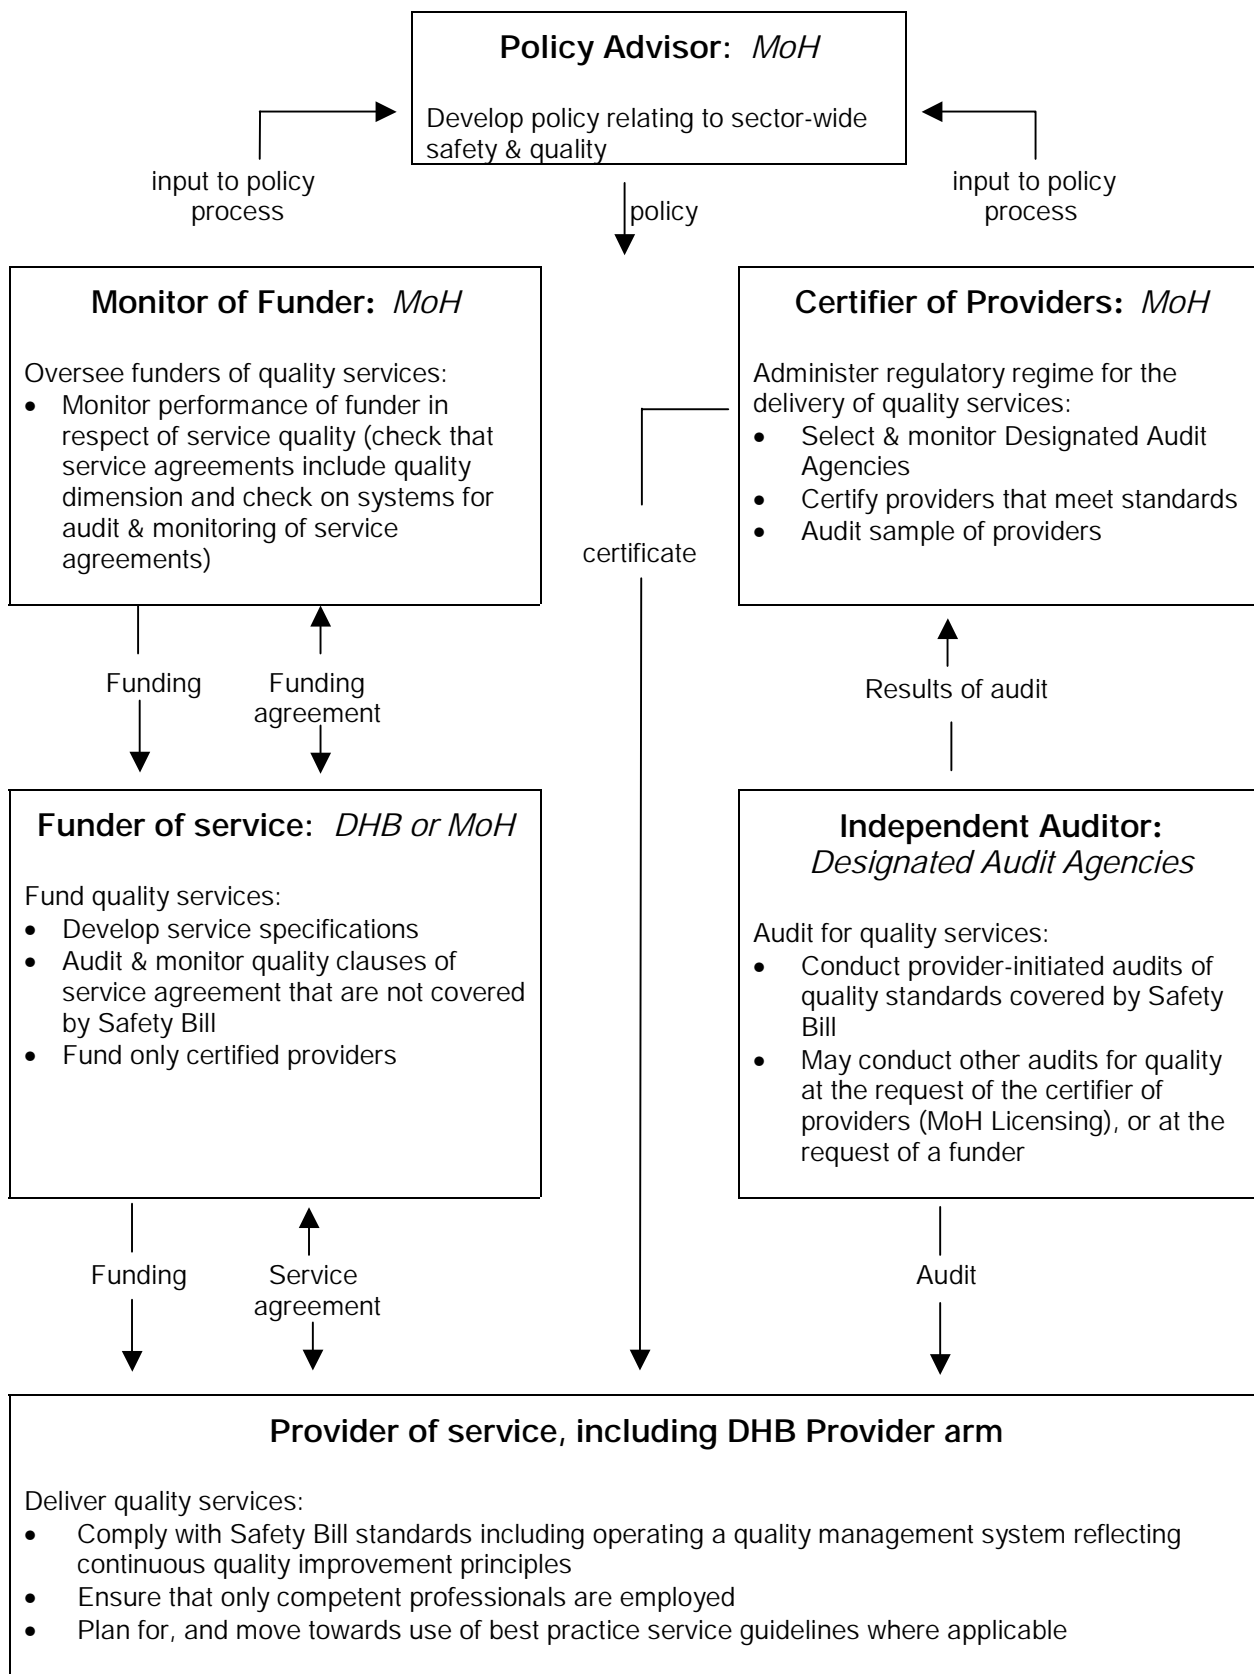 Policy Advisor: MoH
Develop policy relating to sector-wide
safety & quality
input to policy
process
policy
input to policy
process
Monitor of Funder: MoH
Oversee funders of quality services:
• Monitor performance of funder in
respect of service quality (check that
service agreements include quality
dimension and check on systems for
audit & monitoring of service
agreements)
Certifier of Providers: MoH
Administer regulatory regime for the
delivery of quality services:
• Select & monitor Designated Audit
Agencies
• Certify providers that meet standards
• Audit sample of providers
certificate
Funding
Funding
agreement
Results of audit
Funder of service: DHB or MoH
Fund quality services:
• Develop service specifications
• Audit & monitor quality clauses of
service agreement that are not covered
by Safety Bill
• Fund only certified providers
Independent Auditor:
Designated Audit Agencies
Audit for quality services:
• Conduct provider-initiated audits of
quality standards covered by Safety
Bill
• May conduct other audits for quality
at the request of the certifier of
providers (MoH Licensing), or at the
request of a funder
Funding
Service
agreement
Audit
Provider of service, including DHB Provider arm
Deliver quality services:
• Comply with Safety Bill standards including operating a quality management system reflecting
continuous quality improvement principles
• Ensure that only competent professionals are employed
• Plan for, and move towards use of best practice service guidelines where applicable